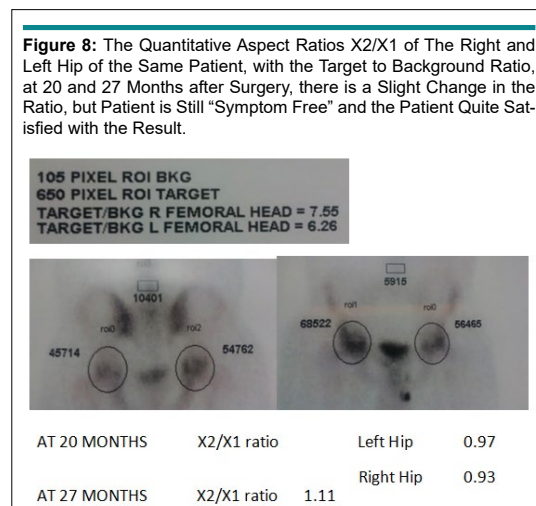 Figure 8: The Quantitative Aspect Ratios X2/X1 of The Right and
Left Hip of the Same Patient, with the Target to Background Ratio,
at 20 and 27 Months after Surgery, there is a Slight Change in the
Ratio, but Patient is Still “Symptom Free” and the Patient Quite Sat-
isfied with the Result.
105 PIXEL ROI BKG
650 PIXEL ROI TARGET
TARGET/BKG R FEMORAL HEAD = 7.55
TARGET/BKG L FEMORAL HEAD = 6.26
10401
roi0 roi2
45714 54762
5915
roi1 roi0
68522 56465
AT 20 MONTHS X2/X1 ratio Left Hip 0.97
Right Hip 0.93
AT 27 MONTHS X2/X1 ratio 1.11